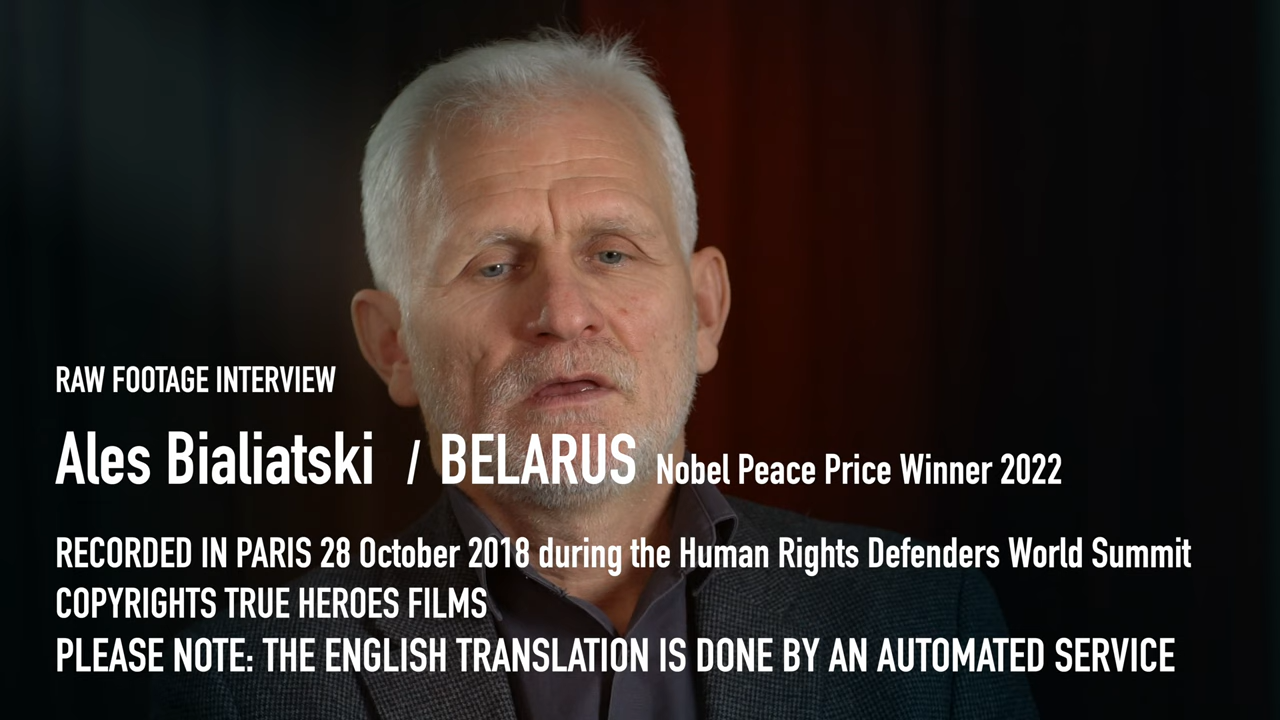 RAW FOOTAGE INTERVIEW
Ales Bialiatski / BELARUS Nobel Peace Price Winner 2022
RECORDED IN PARIS 28 October 2018 during the Human Rights Defenders World Summit
COPYRIGHTS TRUE HEROES FILMS
PLEASE NOTE: THE ENGLISH TRANSLATION IS DONE BY AN AUTOMATED SERVICE